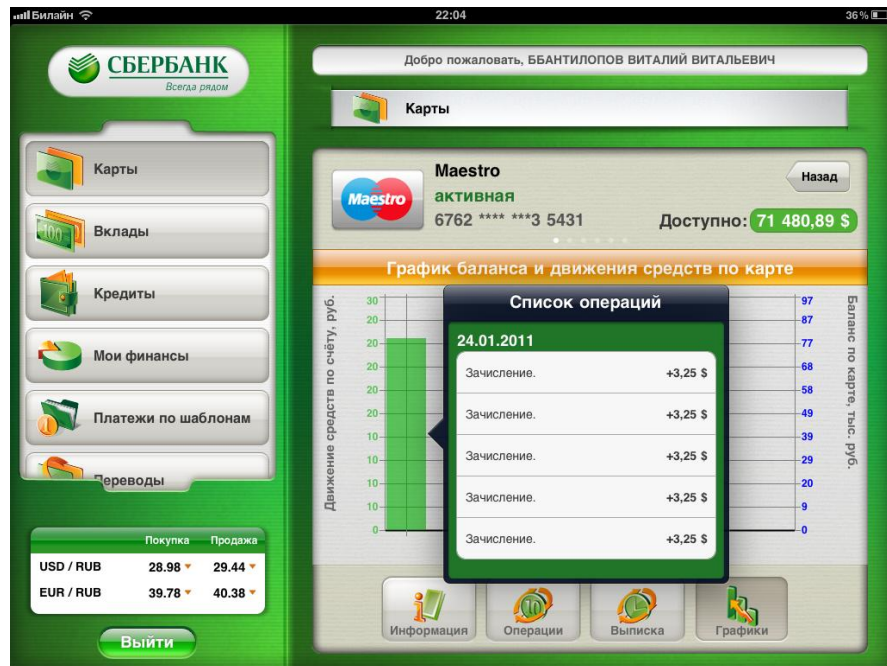 Билайн 22:04 36%
СБЕРБАНК
Всегда рядом
Добро пожаловать, ББАНТИЛОПОВ ВИТАЛИЙ ВИТАЛЬЕВИЧ
Карты
Карты
Вклады
Кредиты
Мои финансы
Платежи по шаблонам
Переводы
Покупка Продажа
USD / RUB 28.98 29.44
EUR / RUB 39.78 40.38
Выйти
Maestro
Maestro
активная
6762 **** ***3 5431
Назад
Доступно: 71 480,89 $
График баланса и движения средств по карте
Движение средств по счёту, руб.
30
20
20
20
20
20
10
10
10
10
0
Список операций
24.01.2011
Зачисление. +3,25 $
Зачисление. +3,25 $
Зачисление. +3,25 $
Зачисление. +3,25 $
Зачисление. +3,25 $
97
87
77
68
58
49
39
29
20
9
0
Баланс по карте, тыс. руб.
Информация
Операции
Выписка
Графики